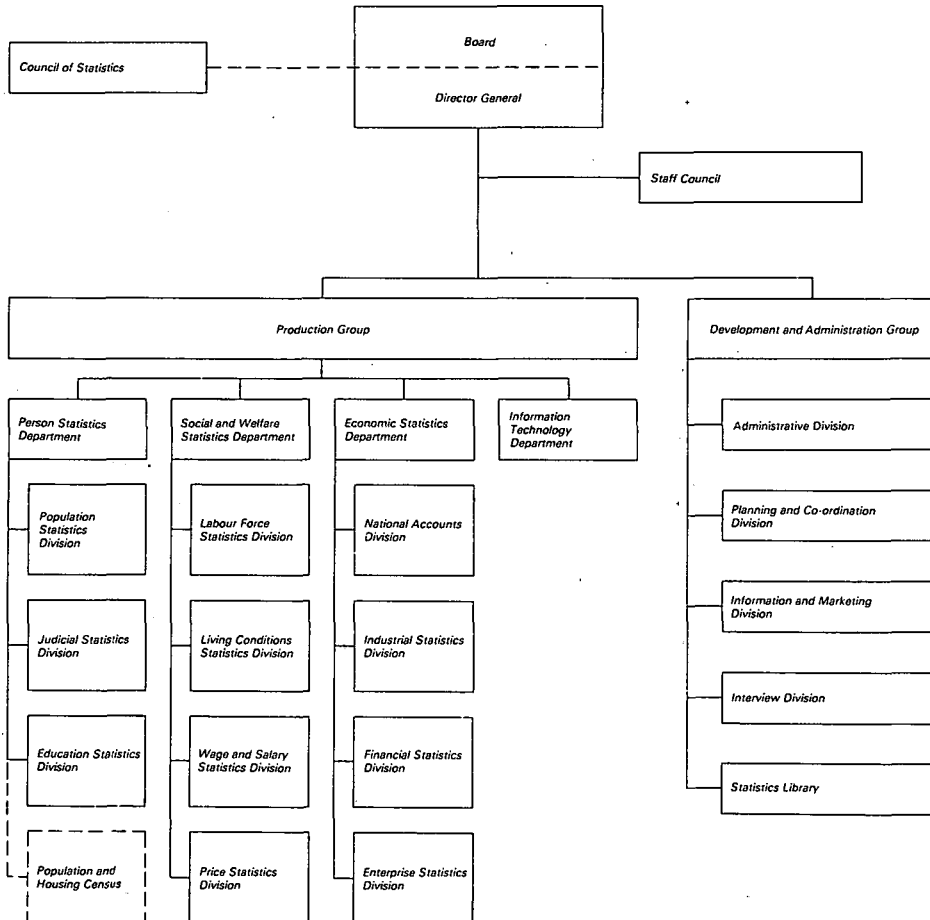 Board
Council of Statistics
Director General
Staff Council
Production Group
Development and Administration Group
Person Statistics
Department
Social and Welfare
Statistics Department
Economic Statistics
Department
Information
Technology
Department
Administrative Division
Population
Statistics
Division
Labour Force
Statistics Division
National Accounts
Division
Planning and Co-ordination
Division
Judicial Statistics
Division
Living Conditions
Statistics Division
Industrial Statistics
Division
Information and Marketing
Division
Interview Division
Education Statistics
Division
Wage and Salary
Statistics Division
Financial Statistics
Division
Statistics Library
Population and
Housing Census
Price Statistics
Division
Enterprise Statistics
Division